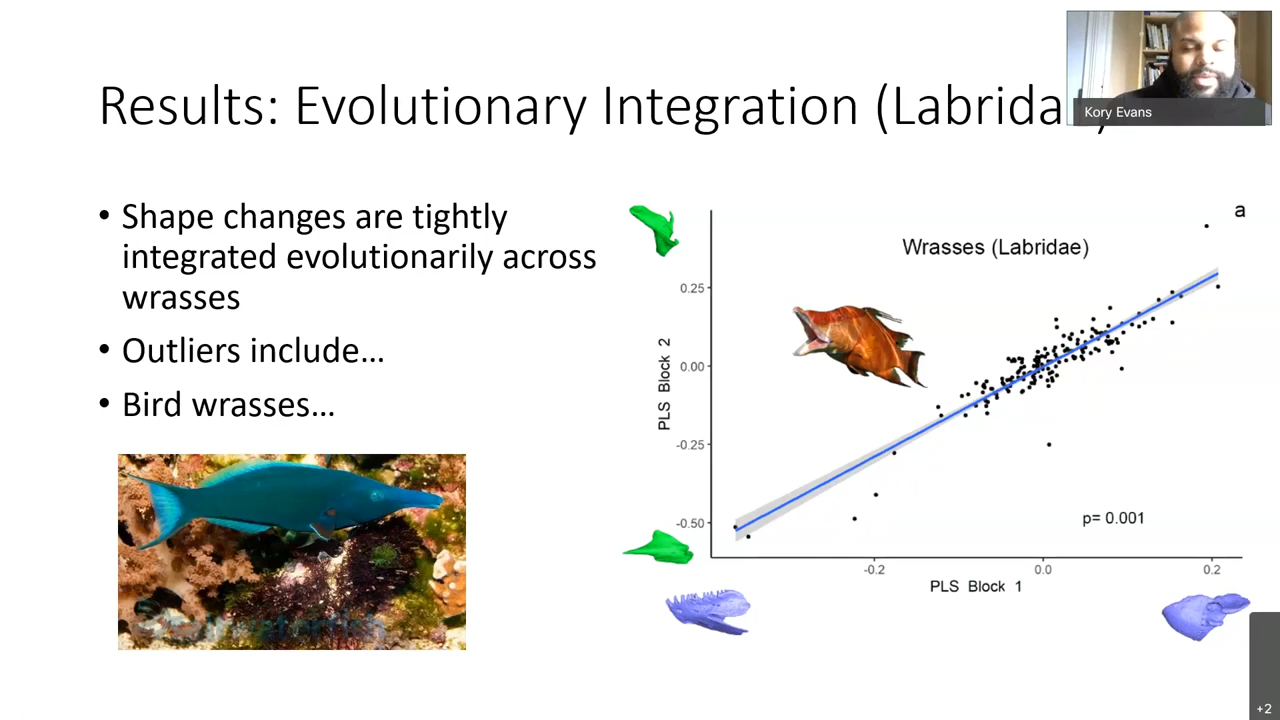 Results: Evolutionary Integration (Labrida
Kory Evans
• Shape changes are tightly
integrated evolutionarily across
wrasses
• Outliers include...
• Bird wrasses...
a
Wrasses (Labridae)
0.25
0.00
-0.25
-0.50
PLS Block 2
p= 0.001
-0.2
0.0
0.2
PLS Block 1
+2